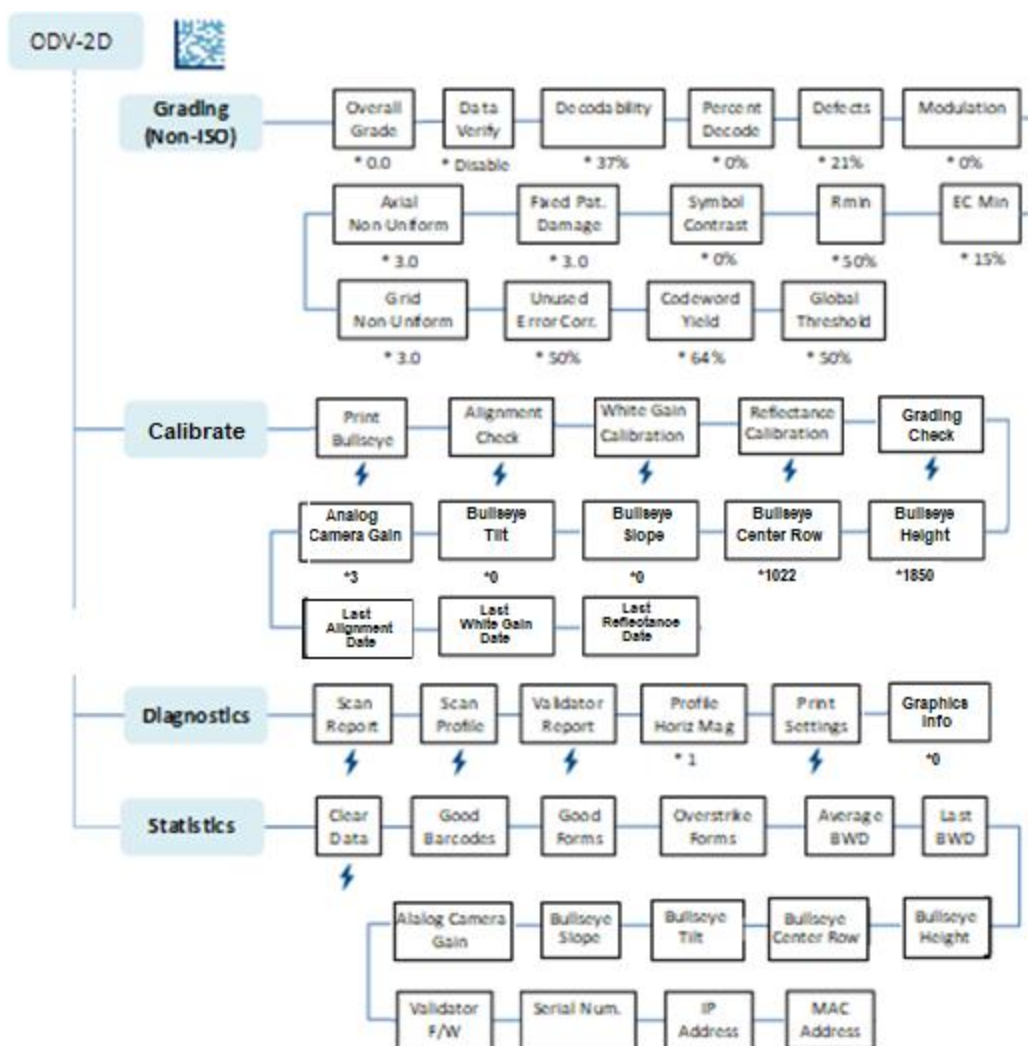 ODV-2D
Grading
(Non-ISO)
Overall
Grade
* 0.0
Data
Verify
* Disable
Decodability
* 37%
Percent
Decode
* 0%
Defects
* 21%
Modulation
* 0%
Axial
Non Uniform
* 3.0
Fixed Pat.
Damage
* 3.0
Symbol
Contrast
* 0%
Rmin
* 50%
EC Min
* 15%
Grid
Non Uniform
* 3.0
Unused
Error Corr.
* 50%
Codeword
Yield
* 64%
Global
Threshold
* 50%
Calibrate
Print
Bullseye
Alignment
Check
White Gain
Calibration
Reflectance
Calibration
Grading
Check
Analog
Camera Gain
*3
Bullseye
Tilt
*0
Bullseye
Slope
*0
Bullseye
Center Row
*1022
Bullseye
Height
*1850
Last
Alignment
Date
Last
White Gain
Date
Last
Reflectance
Date
Diagnostics
Scan
Report
Scan
Profile
Validator
Report
Profile
Horiz Mag
* 1
Print
Settings
Graphics
Info
*0
Statistics
Clear
Data
Good
Barcodes
Good
Forms
Overstrike
Forms
Average
BWD
Last
BWD
Alalog Camera
Gain
Bullseye
Slope
Bullseye
Tilt
Bullseye
Center Row
Bullseye
Height
Validator
F/W
Serial Num.
IP
Address
MAC
Address